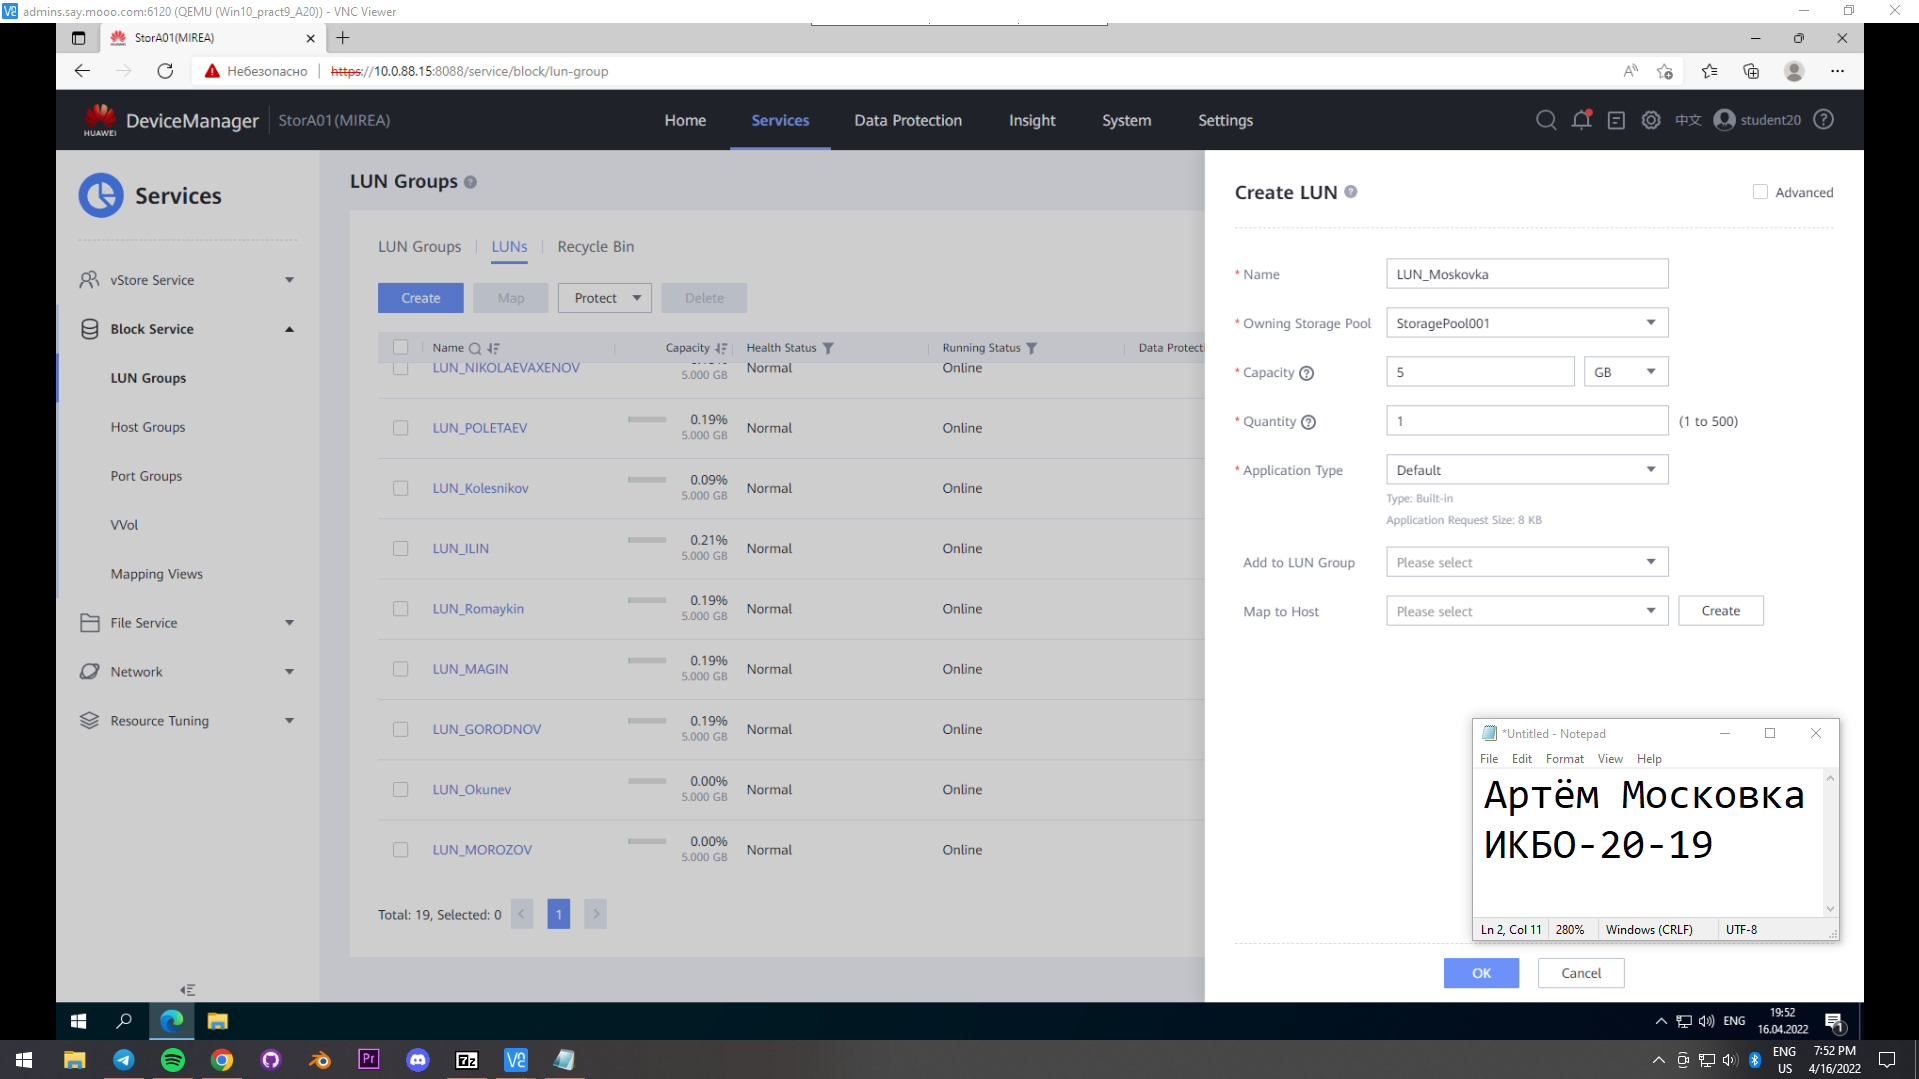 admins.say.mooo.com:6120 (QEMU (Win10_pract9_A20)) - VNC Viewer
StorA01(MIREA)
Небезопасно
https://10.0.88.15:8088/service/block/lun-group
HUAWEI
DeviceManager
StorA01(MIREA)
Home
Services
Data Protection
Insight
System
Settings
中文
student20
Services
vStore Service
Block Service
LUN Groups
Host Groups
Port Groups
VVol
Mapping Views
File Service
Network
Resource Tuning
LUN Groups
LUN Groups
LUNs
Recycle Bin
Create
Map
Protect
Delete
Name
Capacity
Health Status
Running Status
Data Protecti
LUN_NIKOLAEVAXENOV
5.000 GB
Normal
Online
LUN_POLETAEV
0.19%
5.000 GB
Normal
Online
LUN_Kolesnikov
0.09%
5.000 GB
Normal
Online
LUN_ILIN
0.21%
5.000 GB
Normal
Online
LUN_Romaykin
0.19%
5.000 GB
Normal
Online
LUN_MAGIN
0.19%
5.000 GB
Normal
Online
LUN_GORODNOV
0.19%
5.000 GB
Normal
Online
LUN_Okunev
0.00%
5.000 GB
Normal
Online
LUN_MOROZOV
0.00%
5.000 GB
Normal
Online
Total: 19, Selected: 0
1
Create LUN
Advanced
* Name
LUN_Moskovka
* Owning Storage Pool
StoragePool001
* Capacity
5
GB
* Quantity
1
(1 to 500)
* Application Type
Default
Type: Built-in
Application Request Size: 8 KB
Add to LUN Group
Please select
Map to Host
Please select
Create
*Untitled - Notepad
File Edit Format View Help
Артём Московка
ИКБО-20-19
Ln 2, Col 11
280%
Windows (CRLF)
UTF-8
OK
Cancel
ENG
19:52
16.04.2022
1
Pr
7z
ENG
US
7:52 PM
4/16/2022